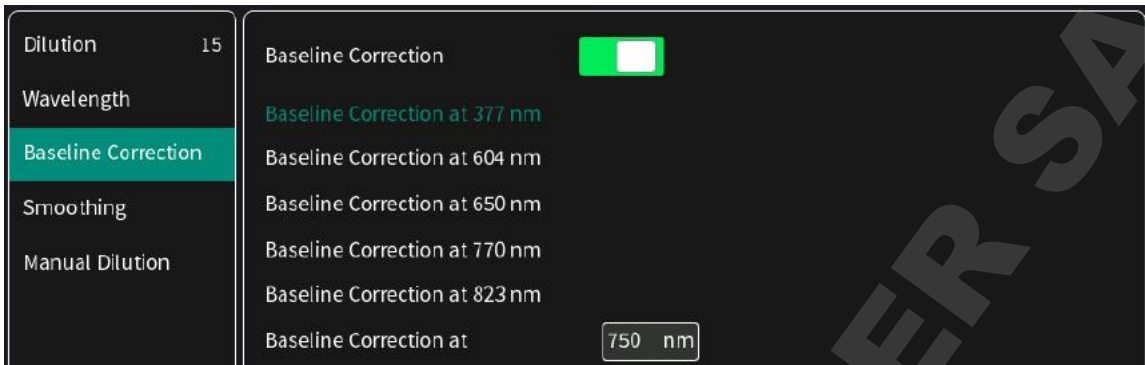 Dilution 15
Wavelength
Baseline Correction
Smoothing
Manual Dilution
Baseline Correction
Baseline Correction at 377 nm
Baseline Correction at 604 nm
Baseline Correction at 650 nm
Baseline Correction at 770 nm
Baseline Correction at 823 nm
Baseline Correction at 750 nm
ER SA